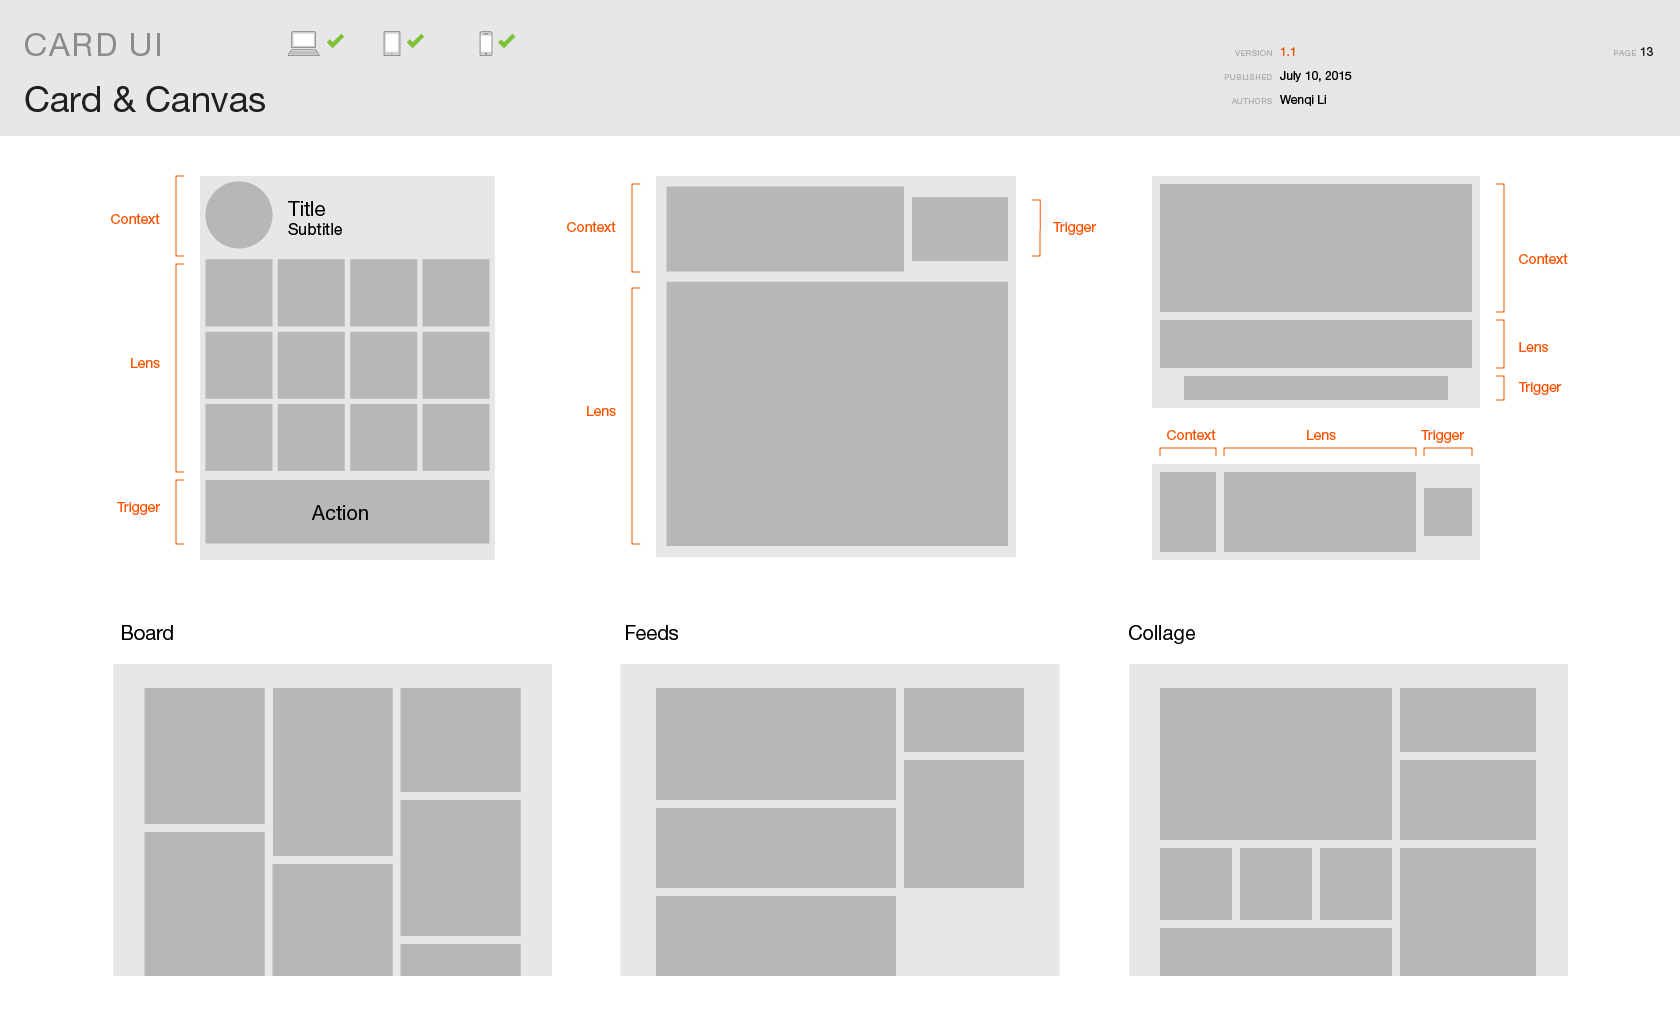 CARD UI
Card & Canvas
VERSION 1.1
PUBLISHED July 10, 2015
AUTHORS Wenqi Li
PAGE 13
Context
Title
Subtitle
Lens
Trigger
Action
Context
Trigger
Lens
Context
Lens
Trigger
Context Lens Trigger
Board
Feeds
Collage